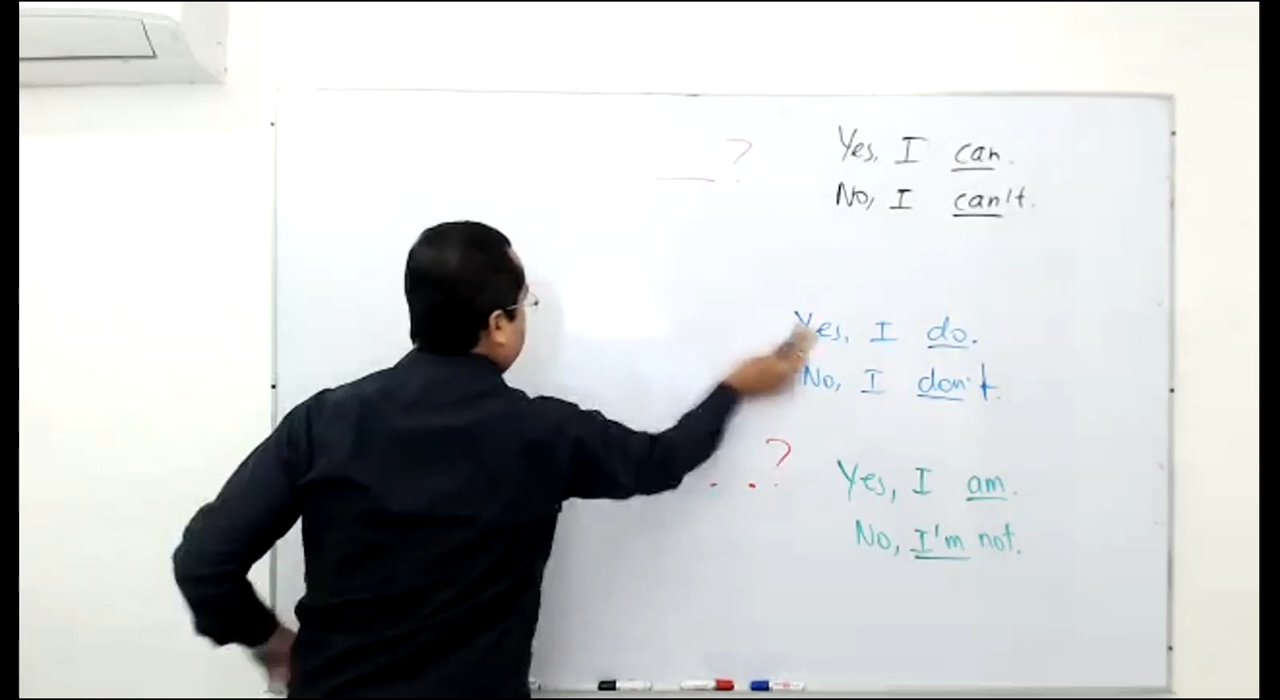 ?
Yes, I can.
No, I can't.
Yes, I do.
No, I don't.
. . ?
Yes, I am.
No, I'm not.